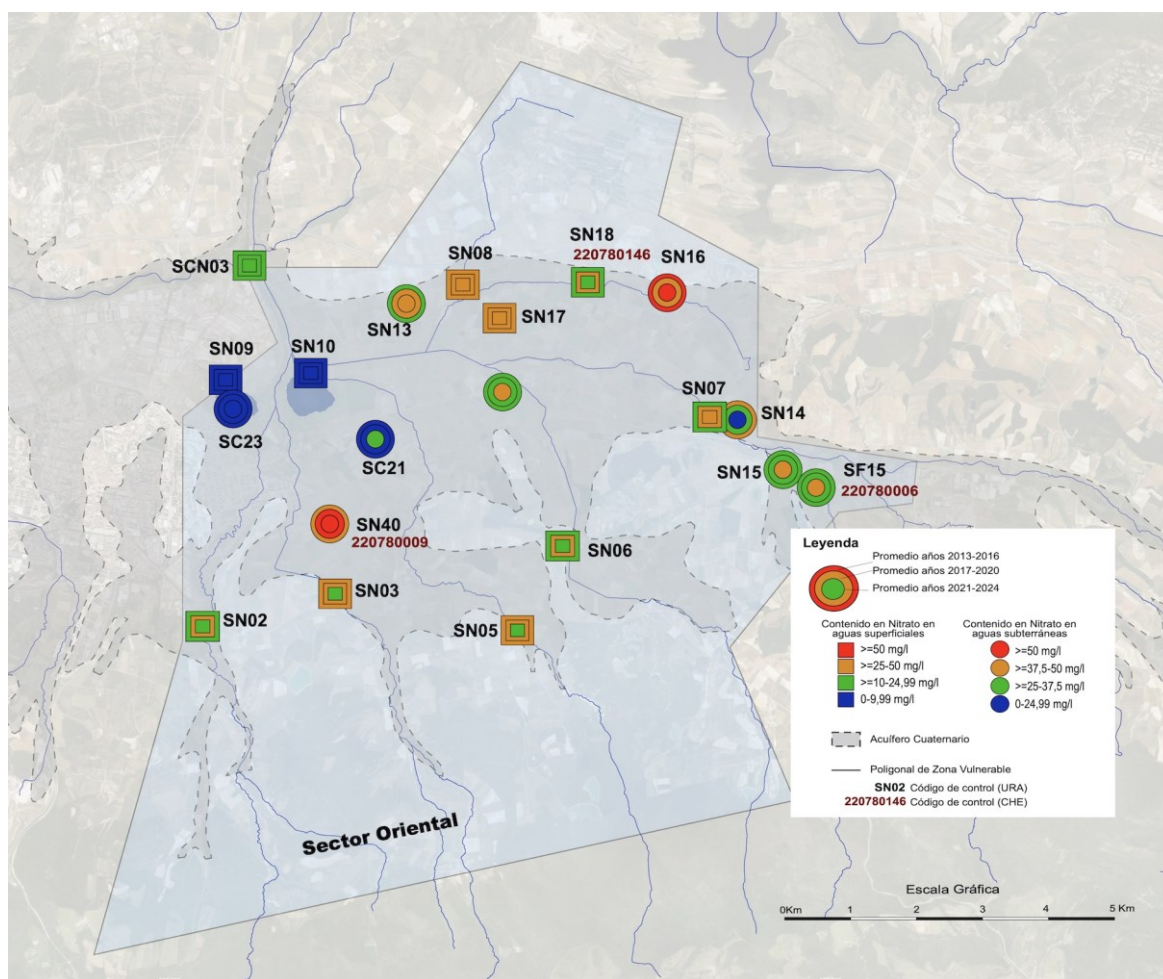 SN18
220780146
SN16
SCN03
SN08
SN13
SN17
SN09
SN10
SN07
SN14
SC23
SC21
SN15
SF15
220780006
SN40
220780009
SN06
SN03
SN02
SN05
Sector Oriental
Leyenda
Promedio años 2013-2016
Promedio años 2017-2020
Promedio años 2021-2024
Contenido en Nitrato en
aguas superficiales
>=50 mg/l
>=25-50 mg/l
>=10-24,99 mg/l
0-9,99 mg/l
Contenido en Nitrato en
aguas subterráneas
>=50 mg/l
>=37,5-50 mg/l
>=25-37,5 mg/l
0-24,99 mg/l
Acuífero Cuaternario
Poligonal de Zona Vulnerable
SN02 Código de control (URA)
220780146 Código de control (CHE)
Escala Gráfica
0Km 1 2 3 4 5 Km